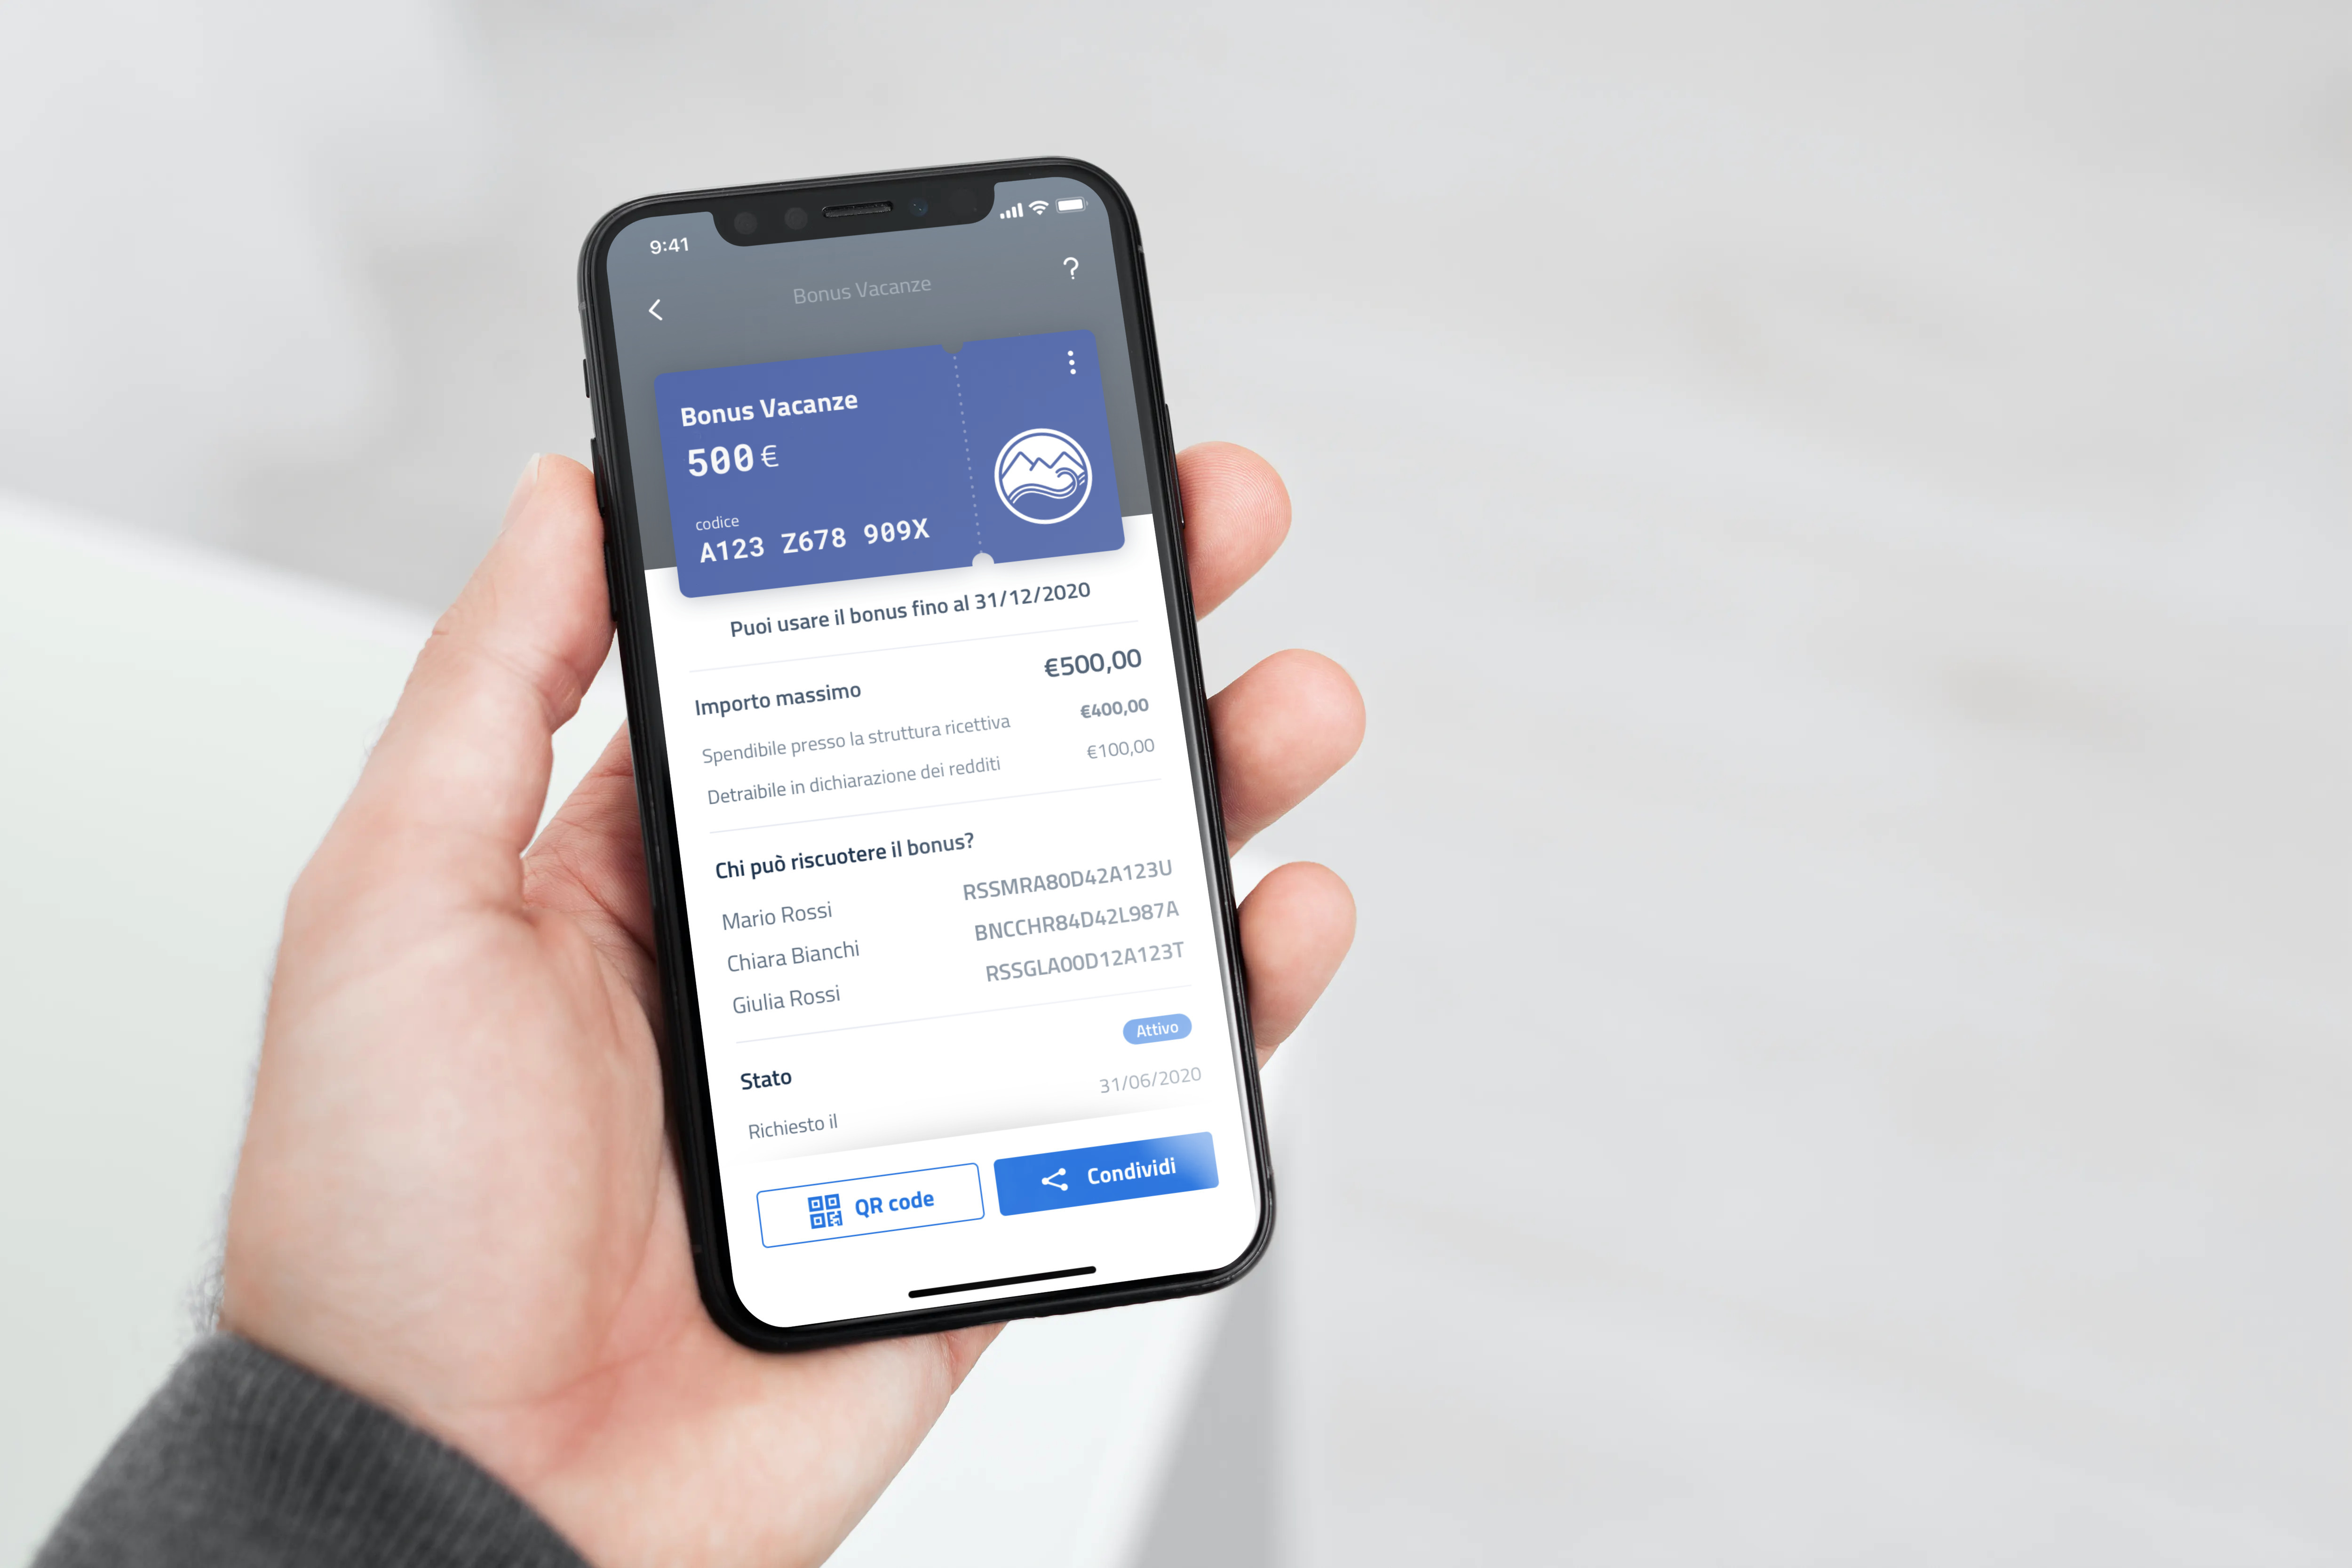 9:41
Bonus Vacanze
?
Bonus Vacanze
500 €
codice
A123 Z678 909X
Puoi usare il bonus fino al 31/12/2020
Importo massimo €500,00
Spendibile presso la struttura ricettiva €400,00
Detraibile in dichiarazione dei redditi €100,00
Chi può riscuotere il bonus?
Mario Rossi RSSMRA80D42A123U
Chiara Bianchi BNCCHR84D42L987A
Giulia Rossi RSSGLA00D12A123T
Stato Attivo
Richiesto il 31/06/2020
QR code
Condividi